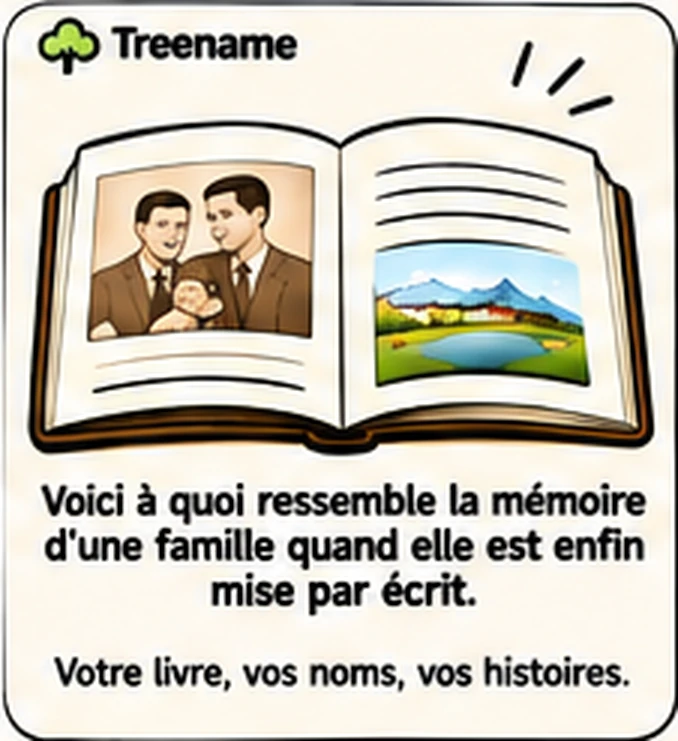 Treename
Voici à quoi ressemble la mémoire
d'une famille quand elle est enfin
mise par écrit.
Votre livre, vos noms, vos histoires.